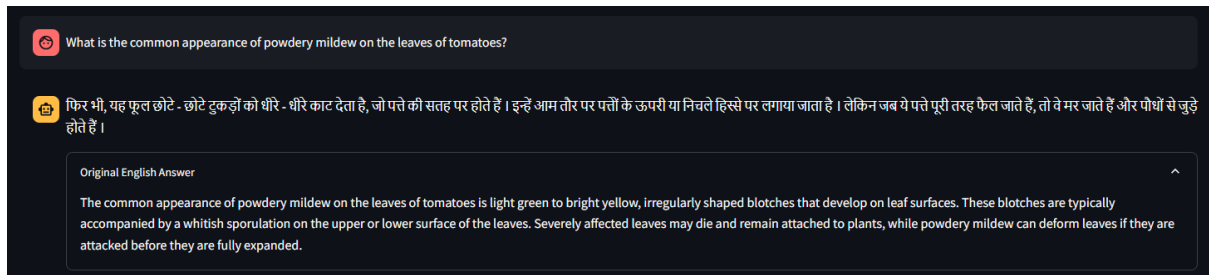 What is the common appearance of powdery mildew on the leaves of tomatoes?
फिर भी, यह फूल छोटे - छोटे टुकड़ों को धीरे - धीरे काट देता है, जो पत्ते की सतह पर होते हैं । इन्हें आम तौर पर पत्तों के ऊपरी या निचले हिस्से पर लगाया जाता है । लेकिन जब ये पत्ते पूरी तरह फैल जाते हैं, तो वे मर जाते हैं और पौधों से जुड़े
होते हैं ।
Original English Answer
The common appearance of powdery mildew on the leaves of tomatoes is light green to bright yellow, irregularly shaped blotches that develop on leaf surfaces. These blotches are typically
accompanied by a whitish sporulation on the upper or lower surface of the leaves. Severely affected leaves may die and remain attached to plants, while powdery mildew can deform leaves if they are
attacked before they are fully expanded.